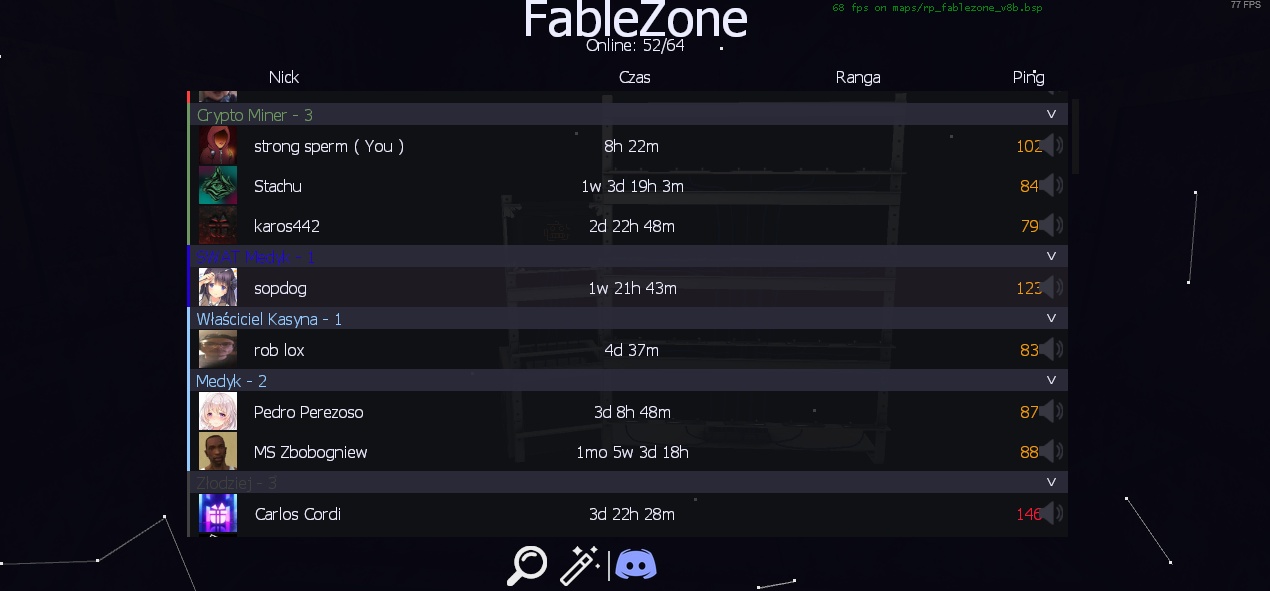 68 fps on maps/rp_fablezone_v8b.bsp
77 FPS
FableZone
Online: 52/64
Nick Czas Ranga Ping
Crypto Miner - 3 v
strong sperm ( You ) 8h 22m 102
Stachu 1w 3d 19h 3m 84
karos442 2d 22h 48m 79
SWAT Medyk - 1 v
sopdog 1w 21h 43m 123
Właściciel Kasyna - 1 v
rob lox 4d 37m 83
Medyk - 2 v
Pedro Perezoso 3d 8h 48m 87
MS Zbobogniew 1mo 5w 3d 18h 88
Złodziej - 3 v
Carlos Cordi 3d 22h 28m 146